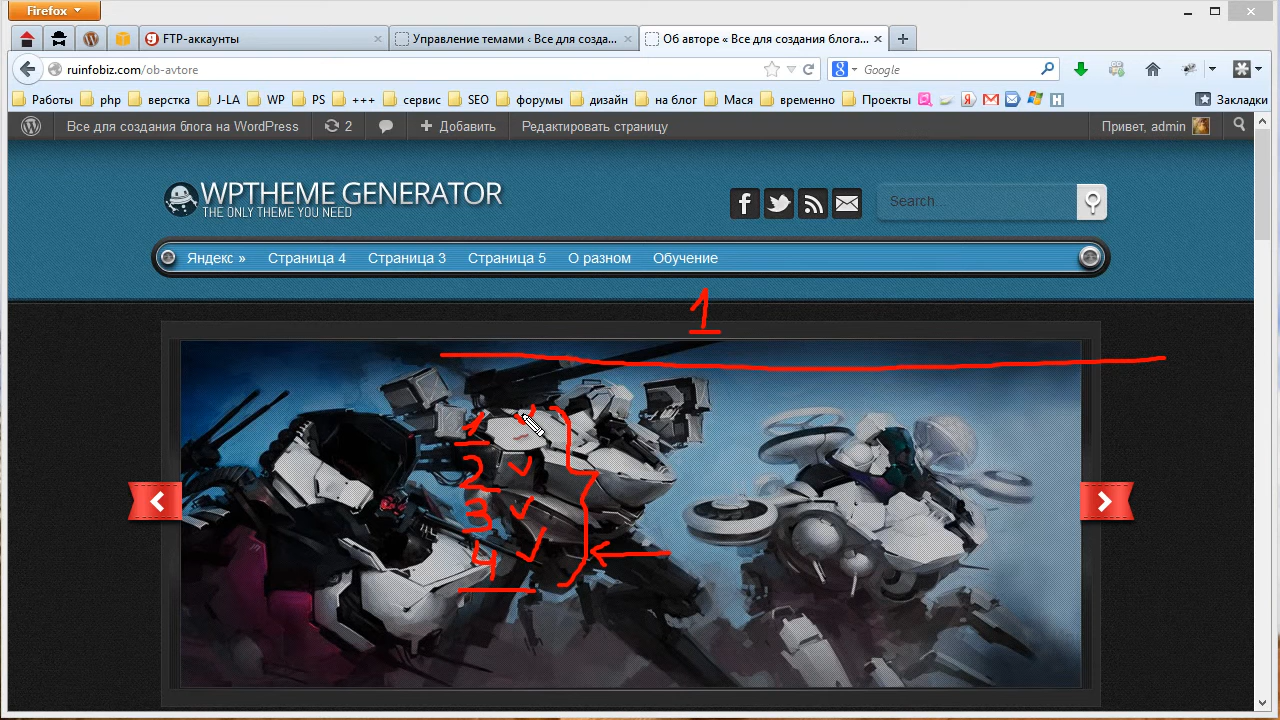 Firefox
FTP-аккаунты
Управление темами ‹ Все для созда...
Об авторе « Все для создания блога...
ruinfobiz.com/ob-avtore
Google
Работы php верстка J-LA WP PS +++ сервис SEO форумы дизайн на блог Мася временно Проекты Закладки
Все для создания блога на WordPress 2 Добавить Редактировать страницу Привет, admin
WPTHEME GENERATOR
THE ONLY THEME YOU NEED
Search...
Яндекс » Страница 4 Страница 3 Страница 5 О разном Обучение
1
1
2
3
4